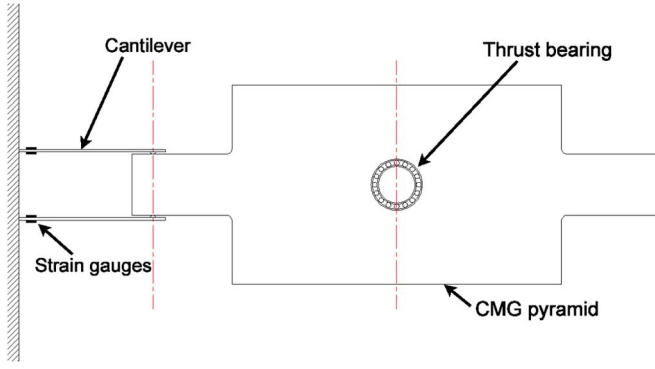 Cantilever
Thrust bearing
Strain gauges
CMG pyramid